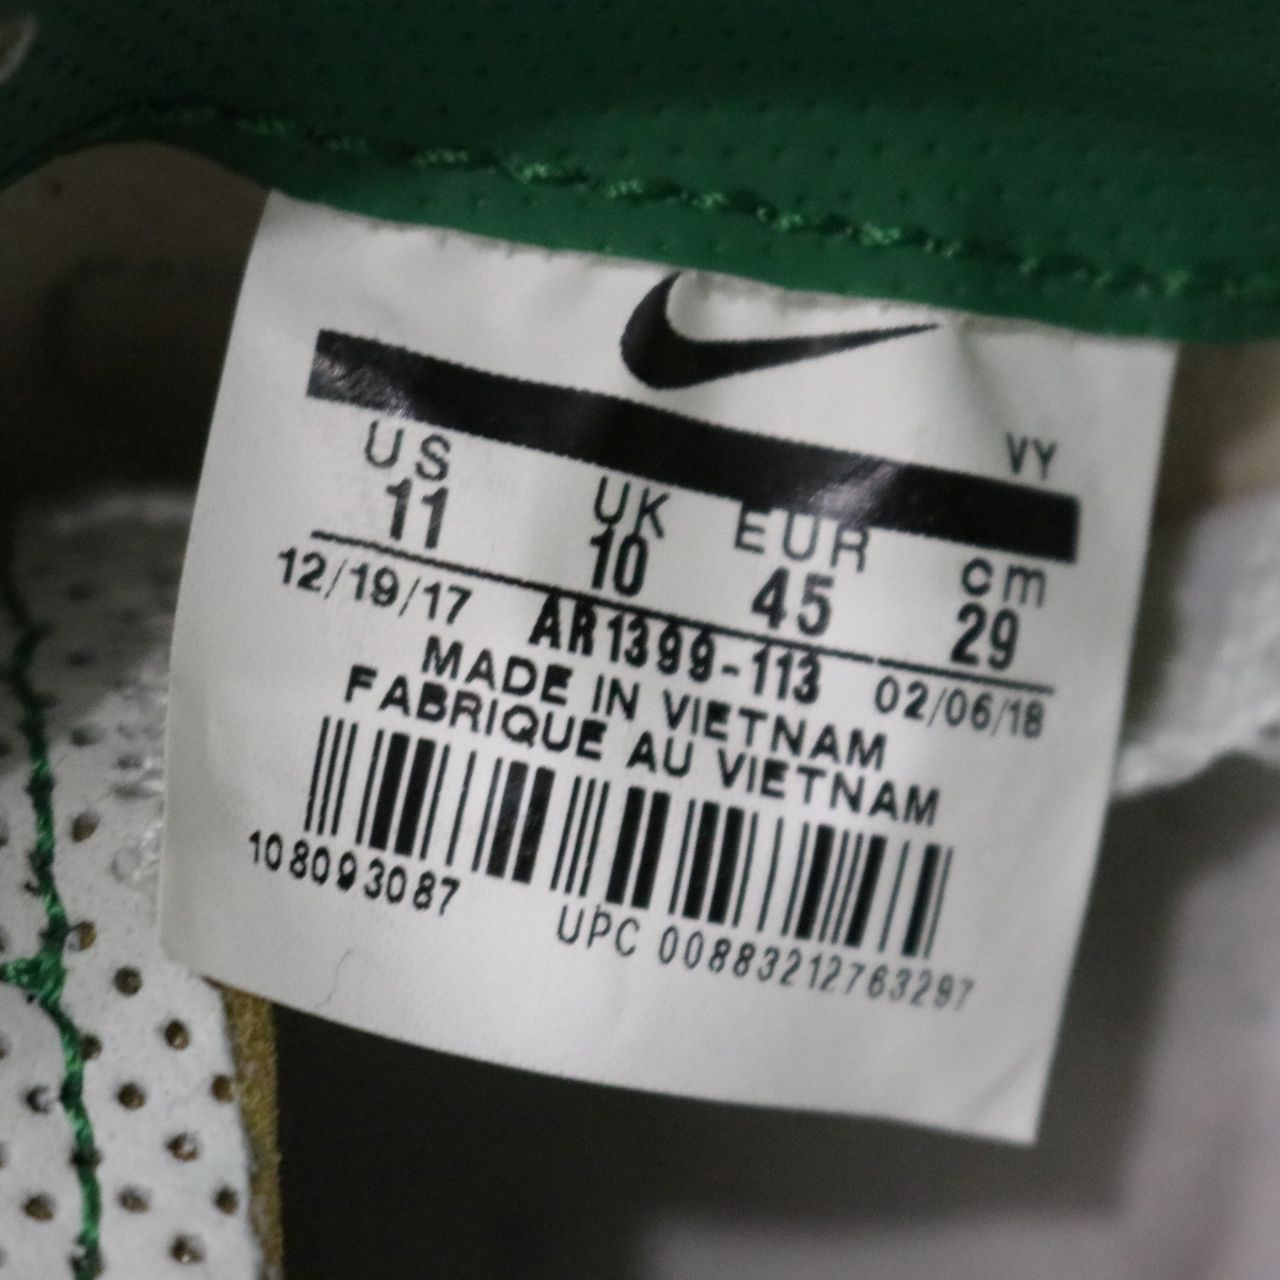 VY
US UK EUR cm
11 10 45 29
12/19/17 AR1399-113 02/06/18
MADE IN VIETNAM
FABRIQUE AU VIETNAM
108093087
UPC 00883212763297